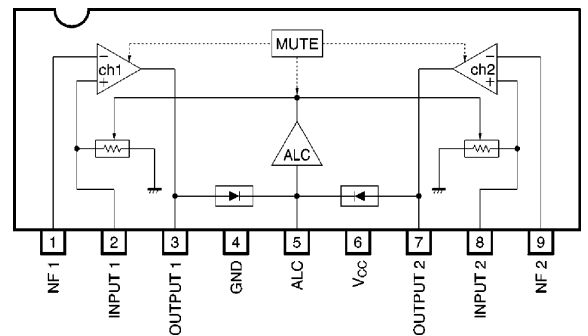 MUTE
ch1
ch2
ALC
1
2
3
4
5
6
7
8
9
NF 1
INPUT 1
OUTPUT 1
GND
ALC
VCC
OUTPUT 2
INPUT 2
NF 2